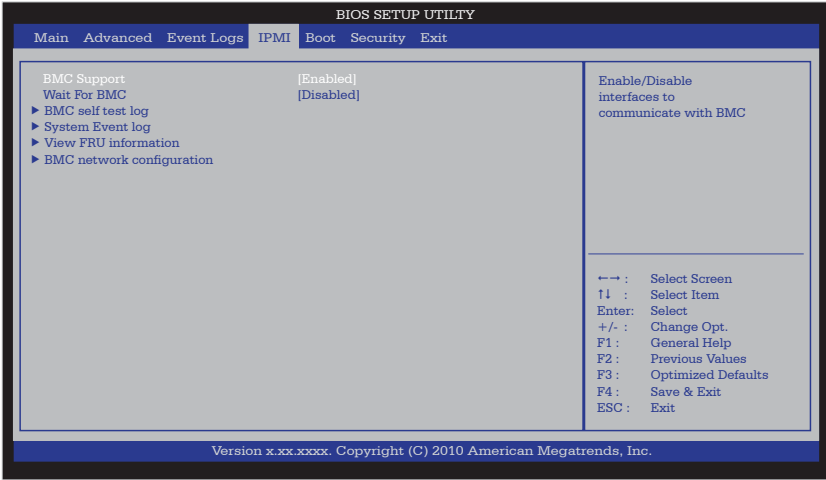 BIOS SETUP UTILTY
Main Advanced Event Logs IPMI Boot Security Exit
BMC Support [Enabled]
Wait For BMC [Disabled]
▶ BMC self test log
▶ System Event log
▶ View FRU information
▶ BMC network configuration
Enable/Disable
interfaces to
communicate with BMC
←→ : Select Screen
↑↓ : Select Item
Enter: Select
+/- : Change Opt.
F1 : General Help
F2 : Previous Values
F3 : Optimized Defaults
F4 : Save & Exit
ESC : Exit
Version x.xx.xxxx. Copyright (C) 2010 American Megatrends, Inc.